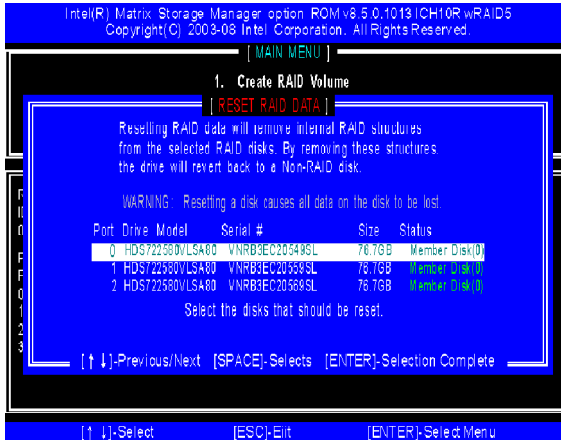 Intel(R) Matrix Storage Manager option ROM v8.5.0.1013 ICH10R wRAID5
Copyright(C) 2003-08 Intel Corporation. All Rights Reserved.
[ MAIN MENU ]
1. Create RAID Volume
[ RESET RAID DATA ]
Resetting RAID data will remove internal RAID structures
from the selected RAID disks. By removing these structures,
the drive will revert back to a Non-RAID
disk.
WARNING: Resetting a disk causes all data on the disk to be lost.
Port Drive Model Serial # Size Status
0 HDS722580VLSA80 VNRB3EC20549SL 76.7GB Member Disk(0)
1 HDS722580VLSA80 VNRB3EC20559SL 76.7GB Member Disk(0)
2 HDS722580VLSA80 VNRB3EC20569SL 76.7GB Member Disk(0)
Select the disks that should be reset.
[↑ ↓]-Previous/Next [SPACE]-Selects [ENTER]-Selection Complete
0
1
2
3
[↑ ↓]-Select [ESC]-Eiit [ENTER]-Select Menu